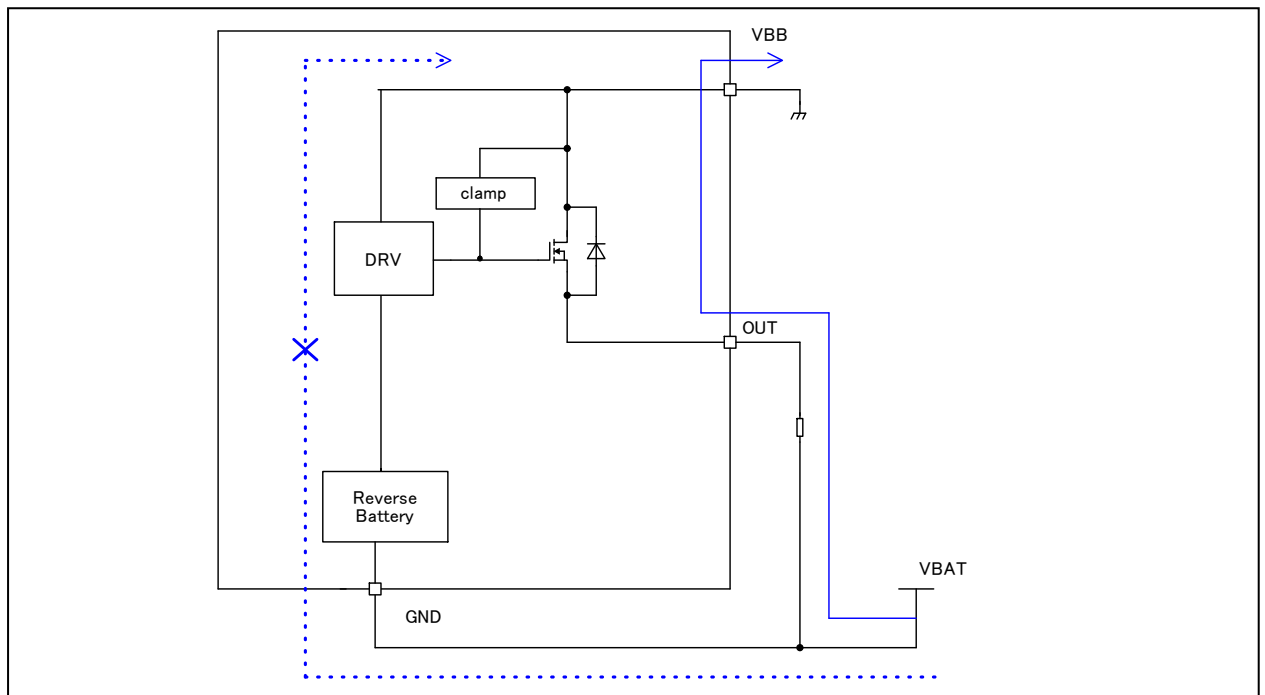 VBB
clamp
DRV
OUT
Reverse
Battery
VBAT
GND